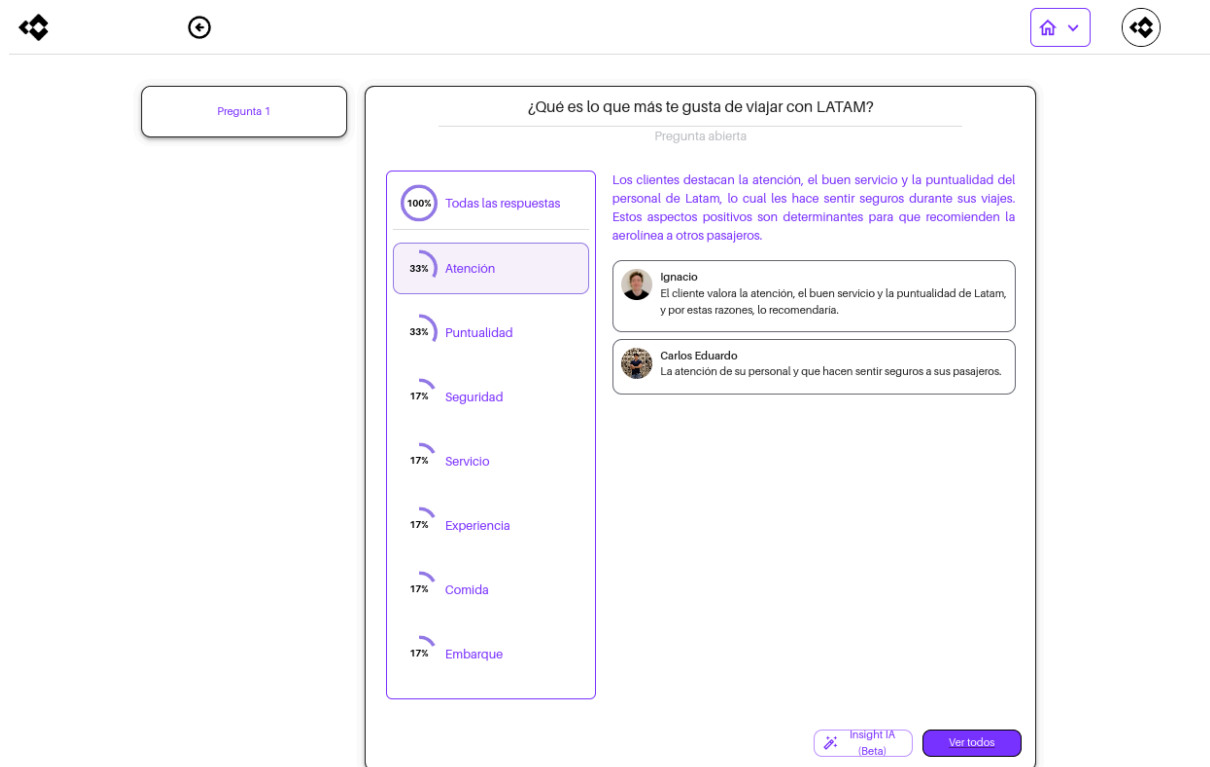 Pregunta 1
¿Qué es lo que más te gusta de viajar con LATAM?
Pregunta abierta
100% Todas las respuestas
33% Atención
33% Puntualidad
17% Seguridad
17% Servicio
17% Experiencia
17% Comida
17% Embarque
Los clientes destacan la atención, el buen servicio y la puntualidad del
personal de Latam, lo cual les hace sentir seguros durante sus viajes.
Estos aspectos positivos son determinantes para que recomienden la
aerolínea a otros pasajeros.
Ignacio
El cliente valora la atención, el buen servicio y la puntualidad de Latam,
y por estas razones, lo recomendaría.
Carlos Eduardo
La atención de su personal y que hacen sentir seguros a sus pasajeros.
Insight IA
(Beta)
Ver todos